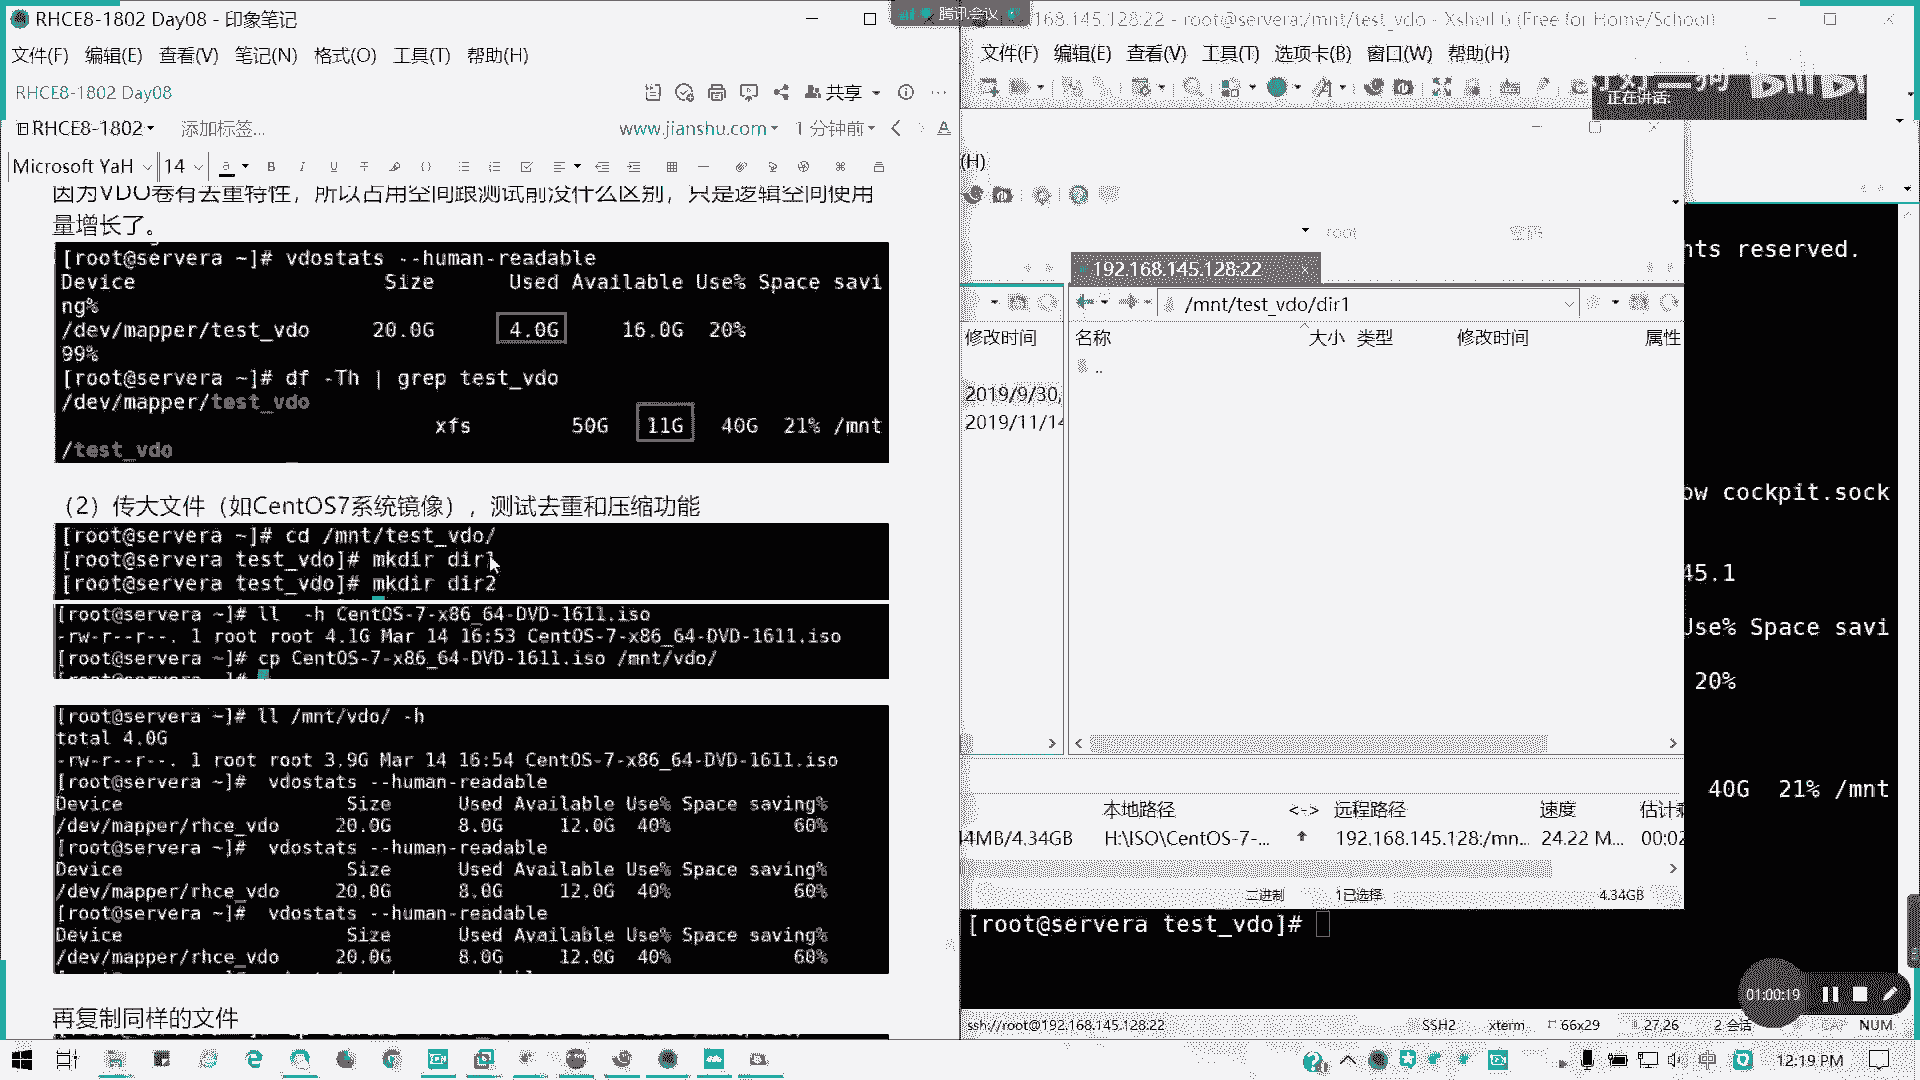 RHCE8-1802 Day08 - 印象笔记
文件(F) 编辑(E) 查看(V) 笔记(N) 格式(O) 工具(T) 帮助(H)
RHCE8-1802 Day08
共享
RHCE8-1802
添加标签...
www.jianshu.com
1 分钟前
Microsoft YaH
14
因为VDO卷有去重特性，所以占用空间跟测试前没什么区别，只是逻辑空间使用
量增长了。
[root@servera ~]# vdostats --human-readable
Device Size Used Available Use% Space savi
ng%
/dev/mapper/test_vdo 20.0G 4.0G 16.0G 20%
99%
[root@servera ~]# df -Th | grep test_vdo
/dev/mapper/test_vdo
xfs 50G 11G 40G 21% /mnt
/test_vdo
（2）传大文件（如CentOS7系统镜像），测试去重和压缩功能
[root@servera ~]# cd /mnt/test_vdo/
[root@servera test_vdo]# mkdir dir1
[root@servera test_vdo]# mkdir dir2
[root@servera ~]# ll -h CentOS-7-x86_64-DVD-1611.iso
-rw-r--r--. 1 root root 4.1G Mar 14 16:53 CentOS-7-x86_64-DVD-1611.iso
[root@servera ~]# cp CentOS-7-x86_64-DVD-1611.iso /mnt/vdo/
[root@servera ~]# ll /mnt/vdo/ -h
total 4.0G
-rw-r--r--. 1 root root 3.9G Mar 14 16:54 CentOS-7-x86_64-DVD-1611.iso
[root@servera ~]# vdostats --human-readable
Device Size Used Available Use% Space saving%
/dev/mapper/rhce_vdo 20.0G 8.0G 12.0G 40% 60%
[root@servera ~]# vdostats --human-readable
Device Size Used Available Use% Space saving%
/dev/mapper/rhce_vdo 20.0G 8.0G 12.0G 40% 60%
[root@servera ~]# vdostats --human-readable
Device Size Used Available Use% Space saving%
/dev/mapper/rhce_vdo 20.0G 8.0G 12.0G 40% 60%
再复制同样的文件
腾讯会议
168.145.128:22 - root@servera:/mnt/test_vdo - Xshell 6 (Free for Home/School)
文件(F) 编辑(E) 查看(V) 工具(T) 选项卡(B) 窗口(W) 帮助(H)
正在讲话:
(H)
root
192.168.145.128:22
/mnt/test_vdo/dir1
修改时间
名称 大小 类型 修改时间 属性
..
2019/9/30,
2019/11/14
本地路径 <-> 远程路径 速度
4MB/4.34GB H:\ISO\CentOS-7-... 192.168.145.128:/mn... 24.22 M... 00:02
二进制 1已选择 4.34GB
hts reserved.
ow cockpit.sock
45.1
Use% Space savi
20%
40G 21% /mnt
[root@servera test_vdo]#
01:00:19
ssh://root@192.168.145.128:22 SSH2 xterm 66x29 27,26 2 会话 CAP NUM
中
12:19 PM